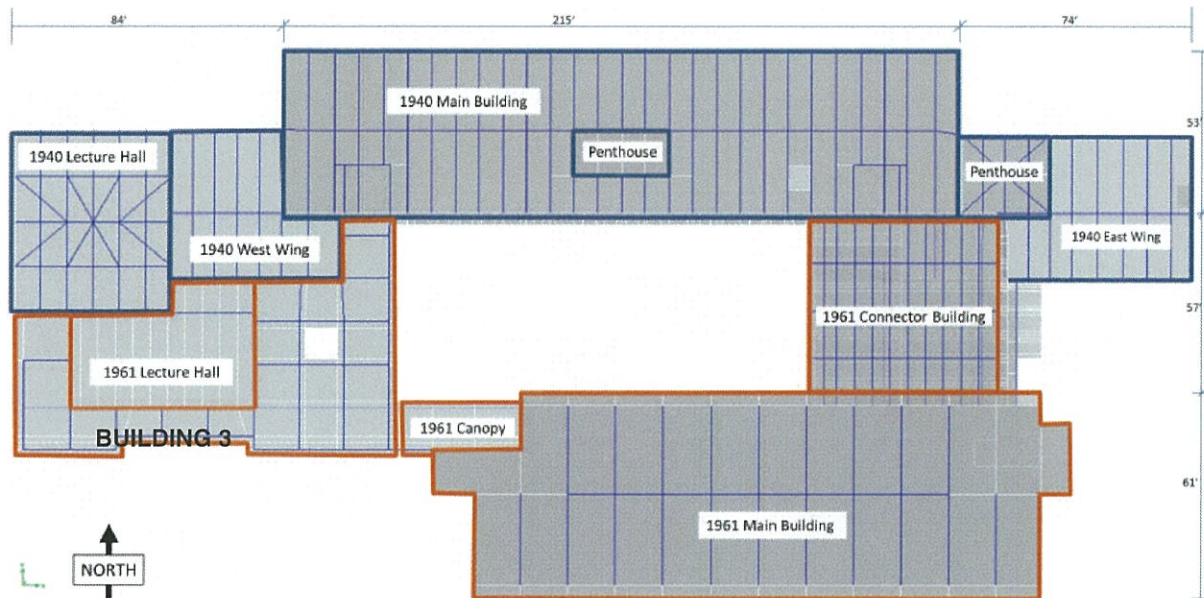 84'
215'
74'
1940 Main Building
53'
1940 Lecture Hall
Penthouse
Penthouse
1940 West Wing
1940 East Wing
57'
1961 Connector Building
1961 Lecture Hall
1961 Canopy
BUILDING 3
61'
1961 Main Building
NORTH